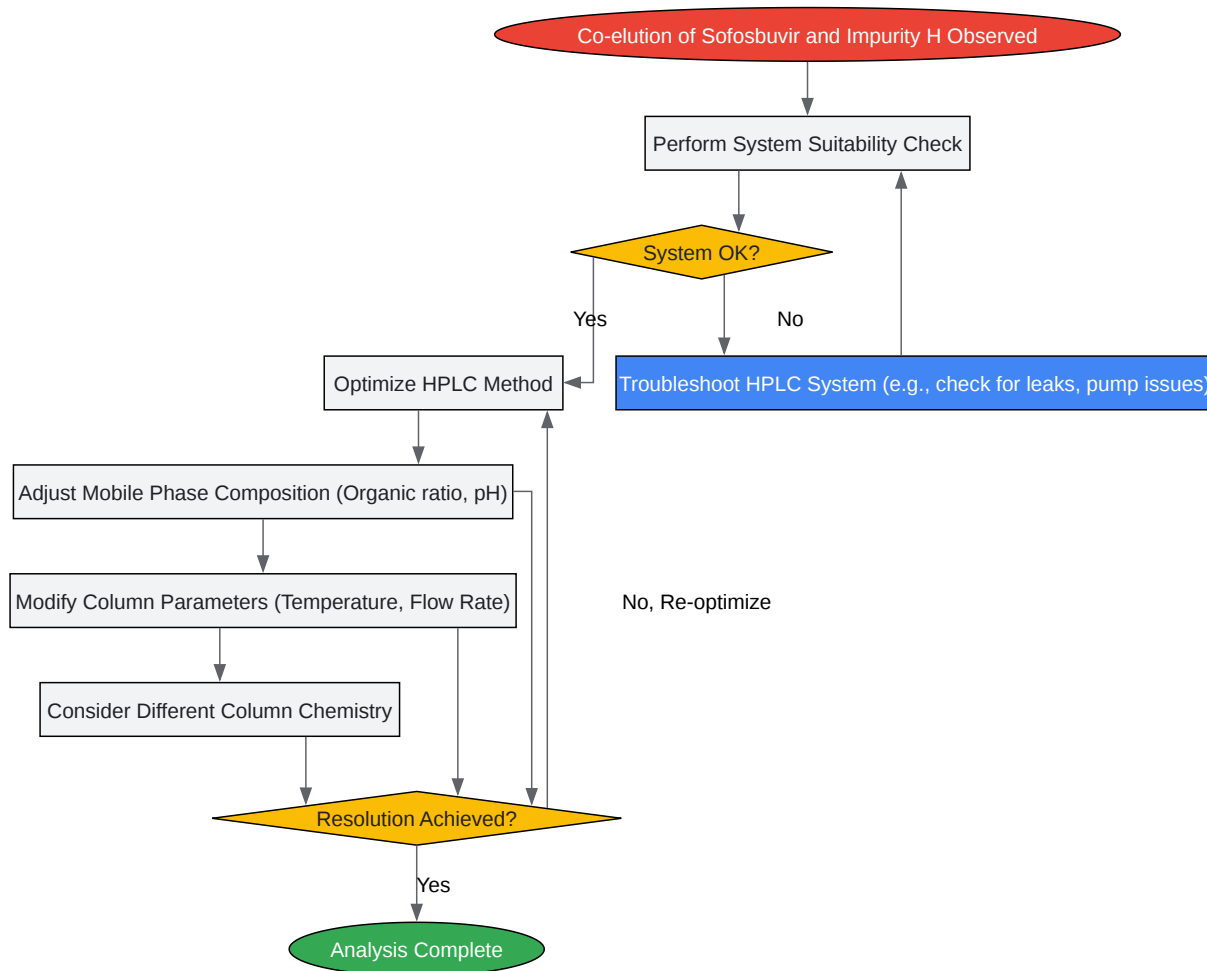 Co-elution of Sofosbuvir and Impurity H Observed
Perform System Suitability Check
System OK?
Yes
No
Optimize HPLC Method
Troubleshoot HPLC System (e.g., check for leaks, pump issues)
Adjust Mobile Phase Composition (Organic ratio, pH)
Modify Column Parameters (Temperature, Flow Rate)
No, Re-optimize
Consider Different Column Chemistry
Resolution Achieved?
Yes
Analysis Complete